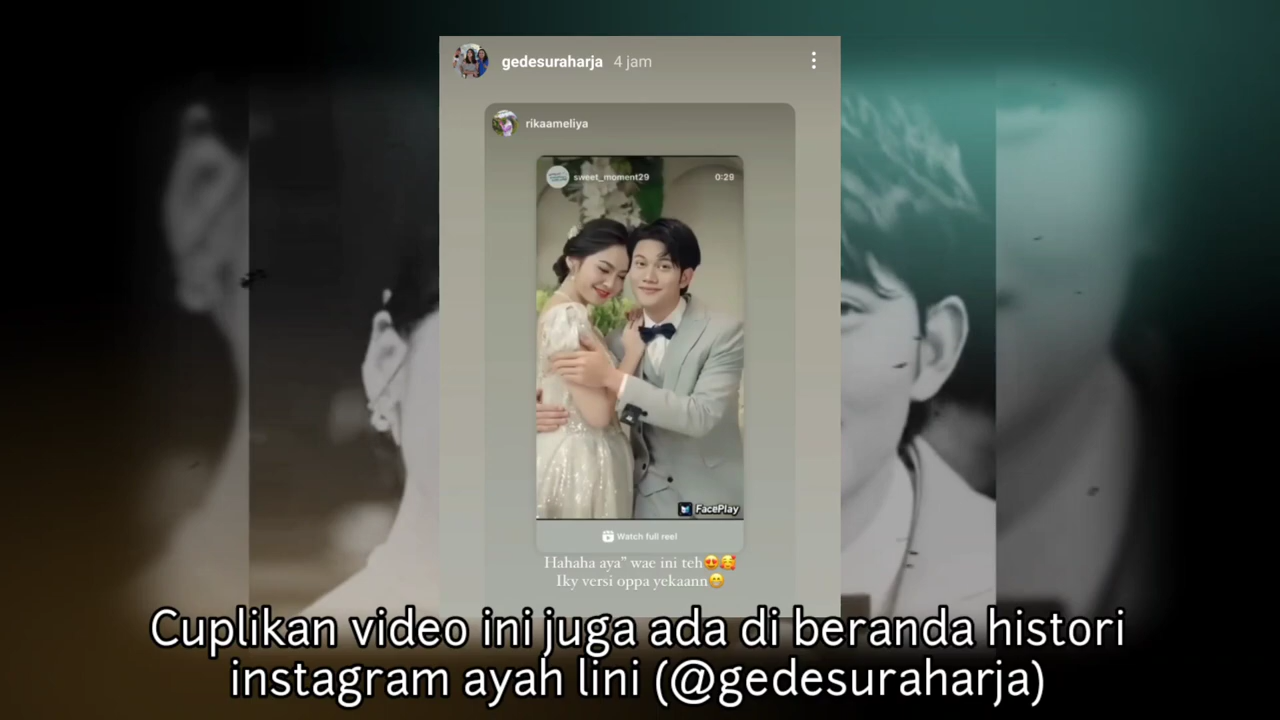 gedesuraharja 4 jam
rikaameliya
sweet_moment29 0:29
FacePlay
Watch full reel
Hahaha aya" wae ini teh😍🥰
Iky versi oppa yekaann😁
Cuplikan video ini juga ada di beranda histori
instagram ayah lini (@gedesuraharja)